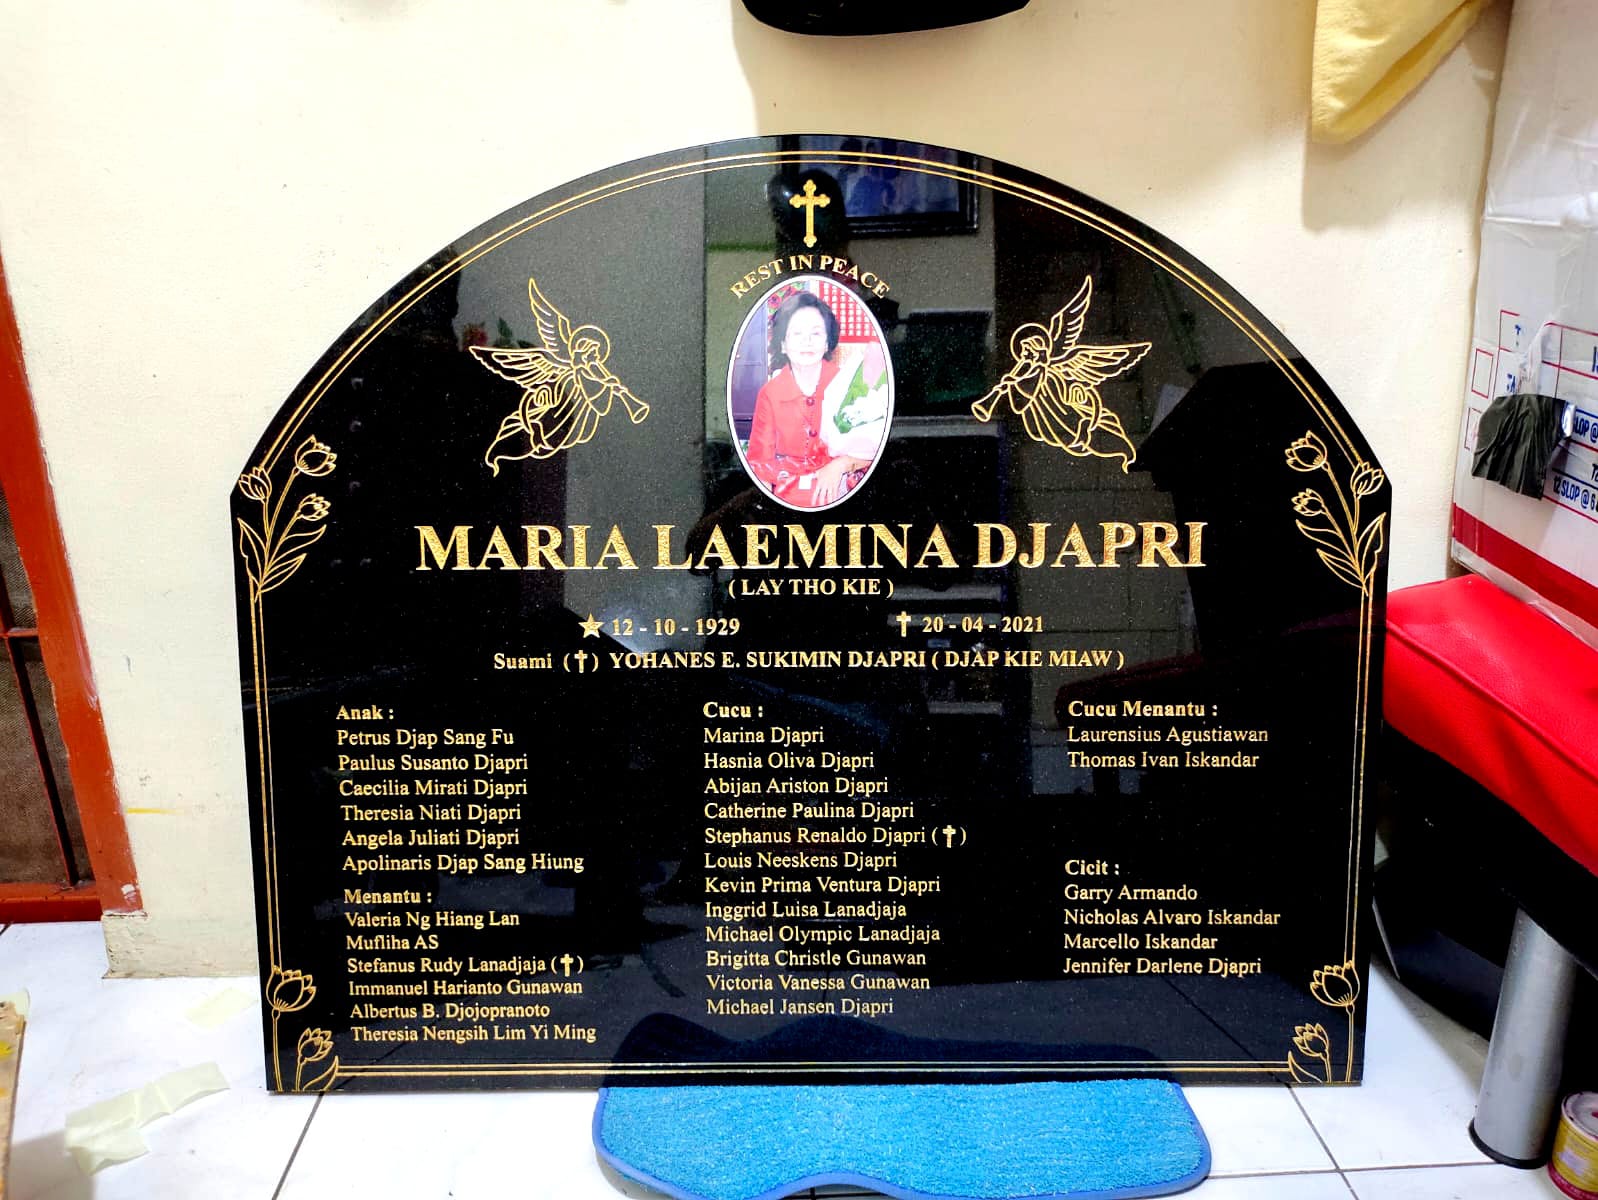 REST IN PEACE
MARIA LAEMINA DJAPRI
( LAY THO KIE )
12 - 10 - 1929
20 - 04 - 2021
Suami (✝) YOHANES E. SUKIMIN DJAPRI ( DJAP KIE MIAW )
Anak :
Petrus Djap Sang Fu
Paulus Susanto Djapri
Caecilia Mirati Djapri
Theresia Niati Djapri
Angela Juliati Djapri
Apolinaris Djap Sang Hiung
Menantu :
Valeria Ng Hiang Lan
Mufliha AS
Stefanus Rudy Lanadjaja (✝)
Immanuel Harianto Gunawan
Albertus B. Djojopranoto
Theresia Nengsih Lim Yi Ming
Cucu :
Marina Djapri
Hasnia Oliva Djapri
Abijan Ariston Djapri
Catherine Paulina Djapri
Stephanus Renaldo Djapri (✝)
Louis Neeskens Djapri
Kevin Prima Ventura Djapri
Inggrid Luisa Lanadjaja
Michael Olympic Lanadjaja
Brigitta Christle Gunawan
Victoria Vanessa Gunawan
Michael Jansen Djapri
Cucu Menantu :
Laurensius Agustiawan
Thomas Ivan Iskandar
Cicit :
Garry Armando
Nicholas Alvaro Iskandar
Marcello Iskandar
Jennifer Darlene Djapri
12 SLOP @ 6